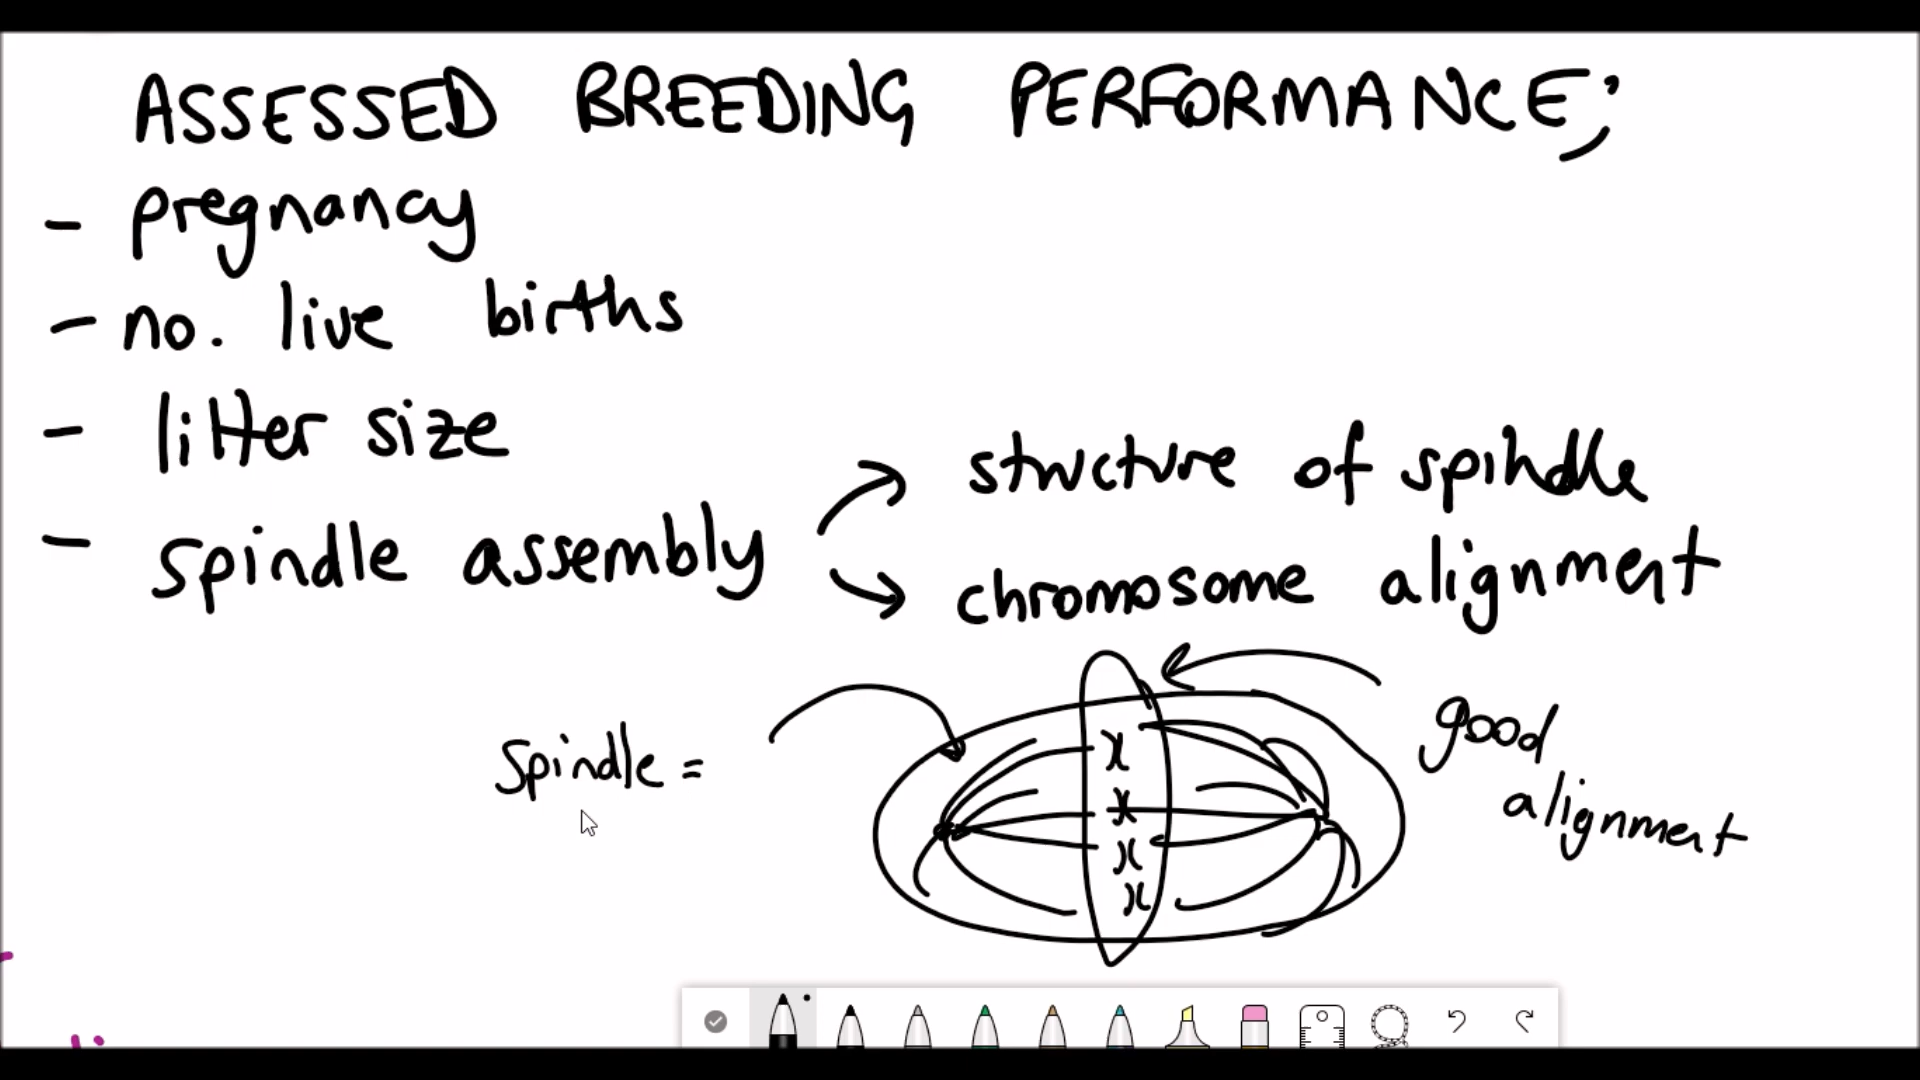 ASSESSED BREEDING PERFORMANCE;
- pregnancy
- no. live births
- litter size
- spindle assembly
structure of spindle
chromosome alignment
Spindle =
x
x
x
x
good
alignment